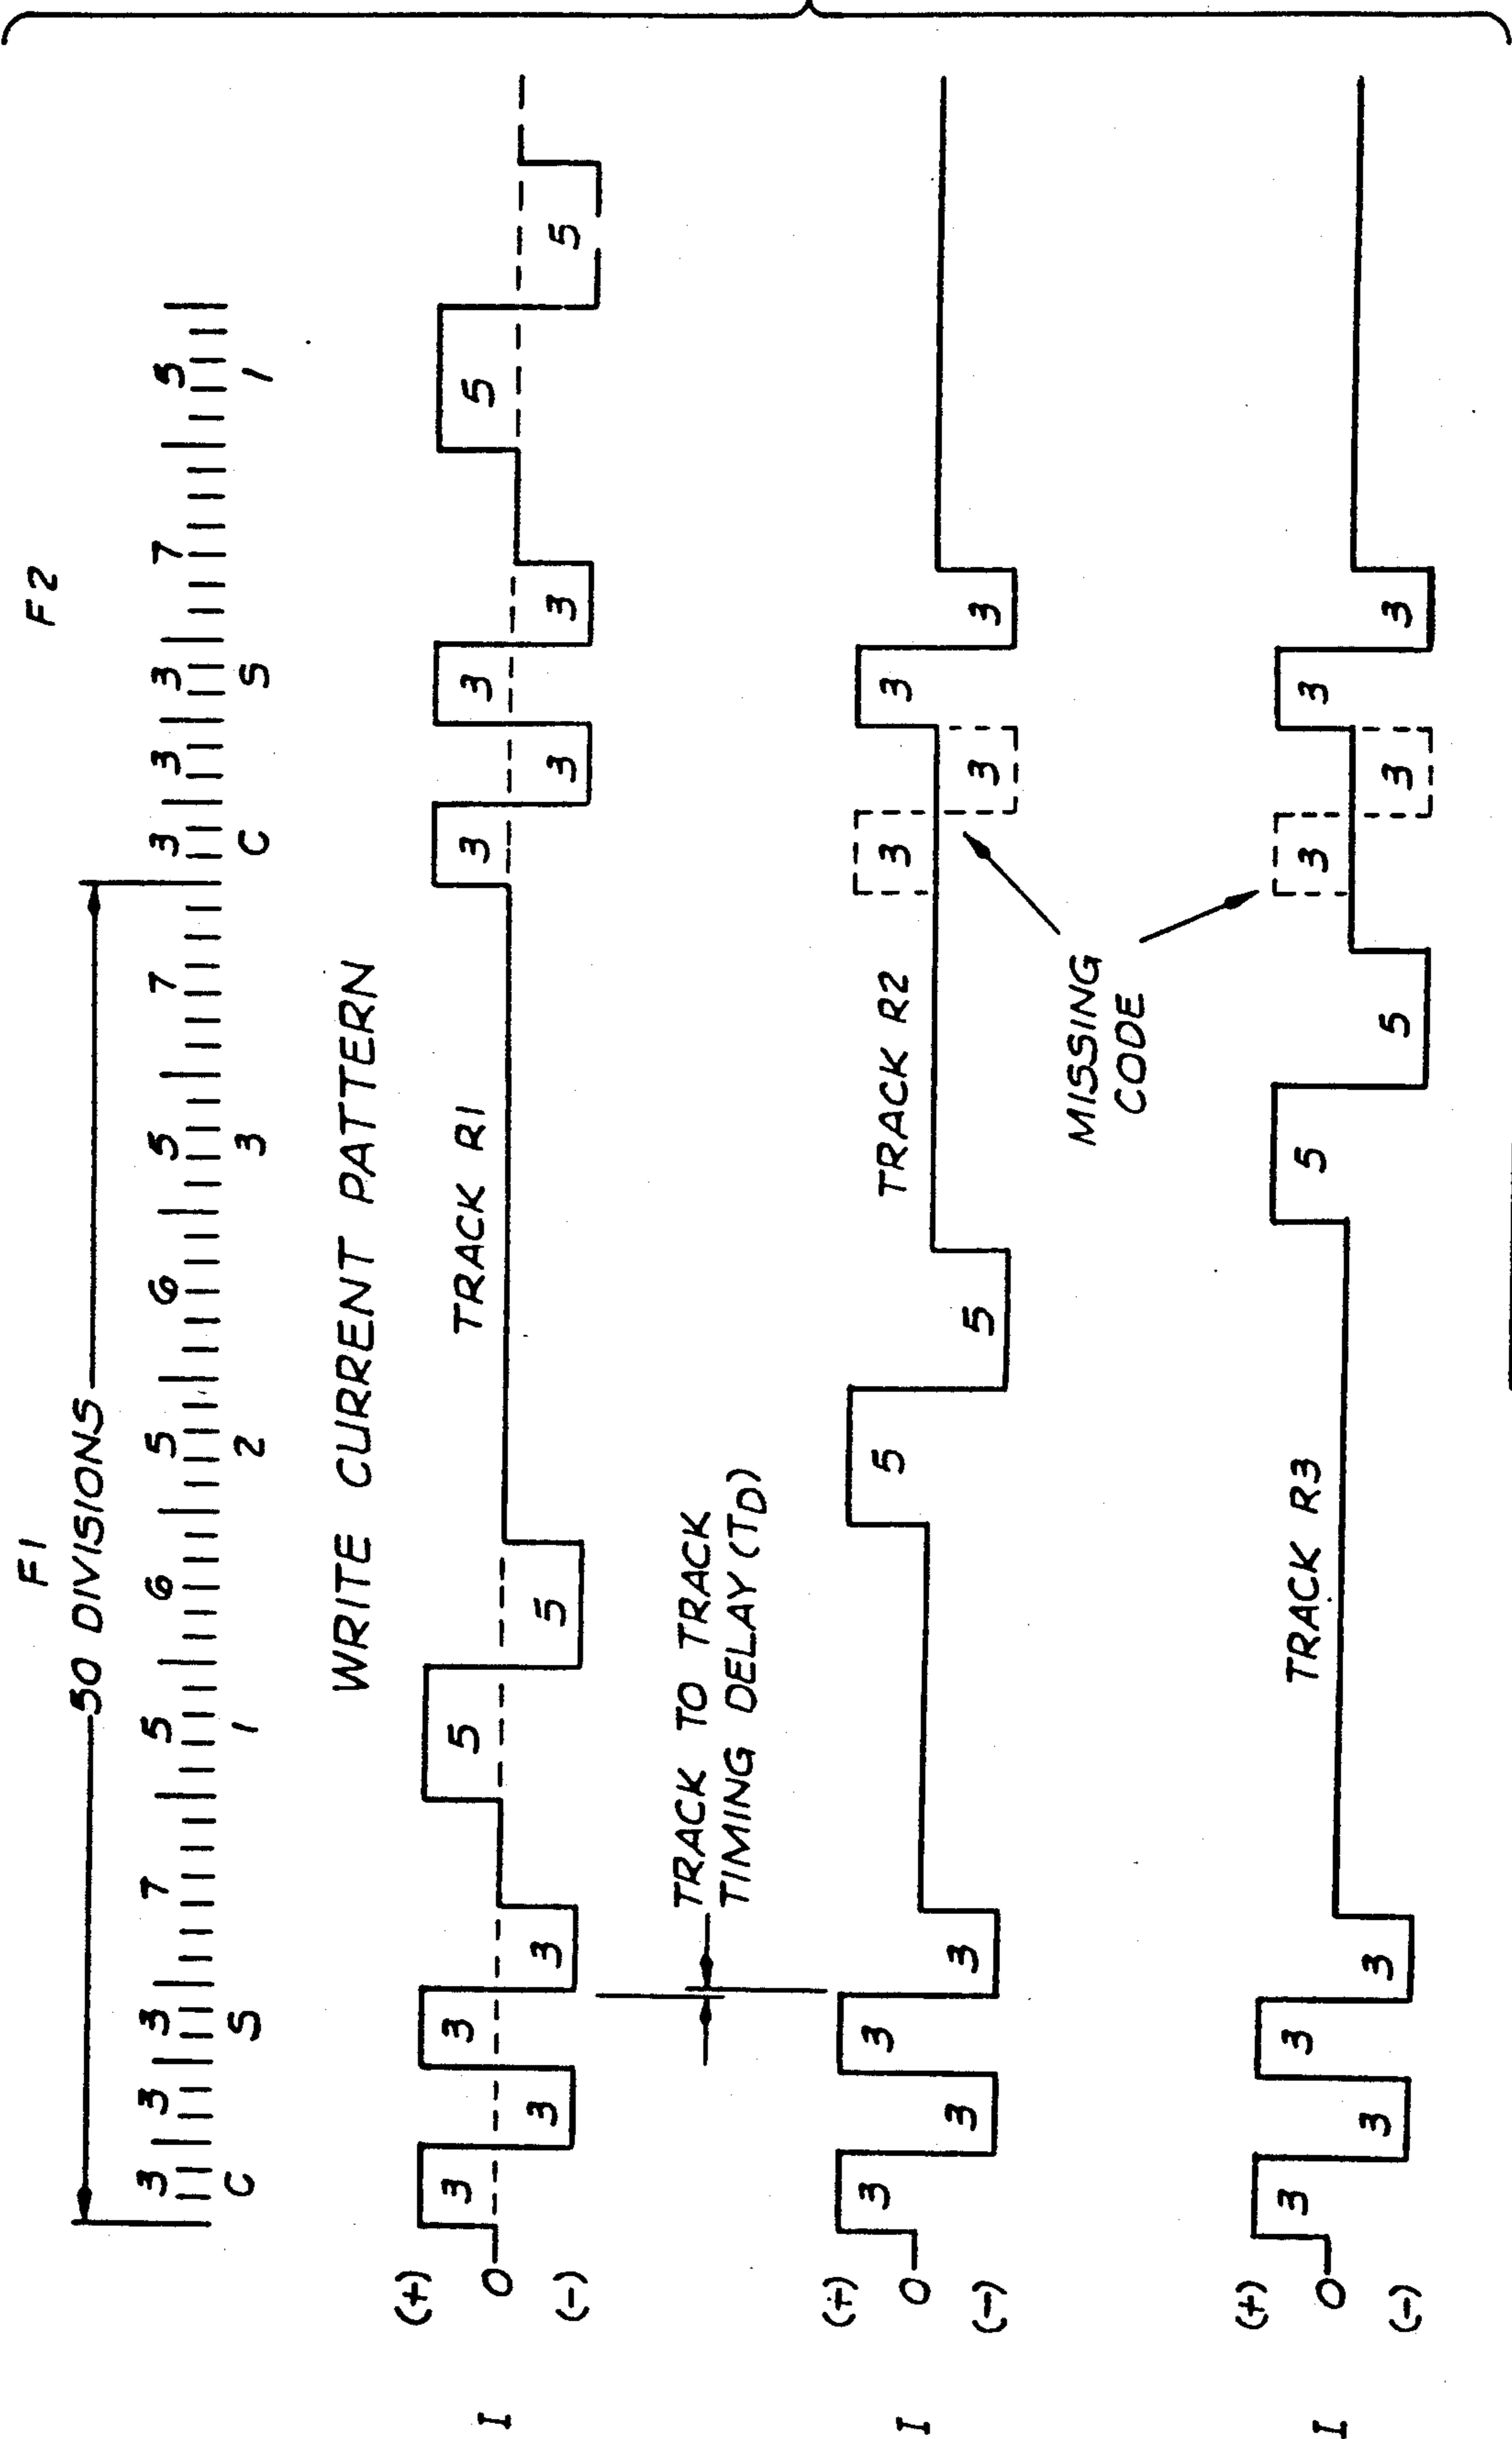 F1 F2
50 DIVISIONS
3 3 3 7 5 6 5 6 5 7 3 3 3 7 5
C S 1 2 3 C S 1
WRITE CURRENT PATTERN
TRACK R1
(+)
I 0
(-)
3 3 5 3 3 5
3 3 5 3 3 5
TRACK TO TRACK
TIMING DELAY (TD)
TRACK R2
(+)
I 0
(-)
3 3 5 3 3
3 3 5 3 3
MISSING
CODE
TRACK R3
(+)
I 0
(-)
3 3 5 3 3
3 3 5 3 3